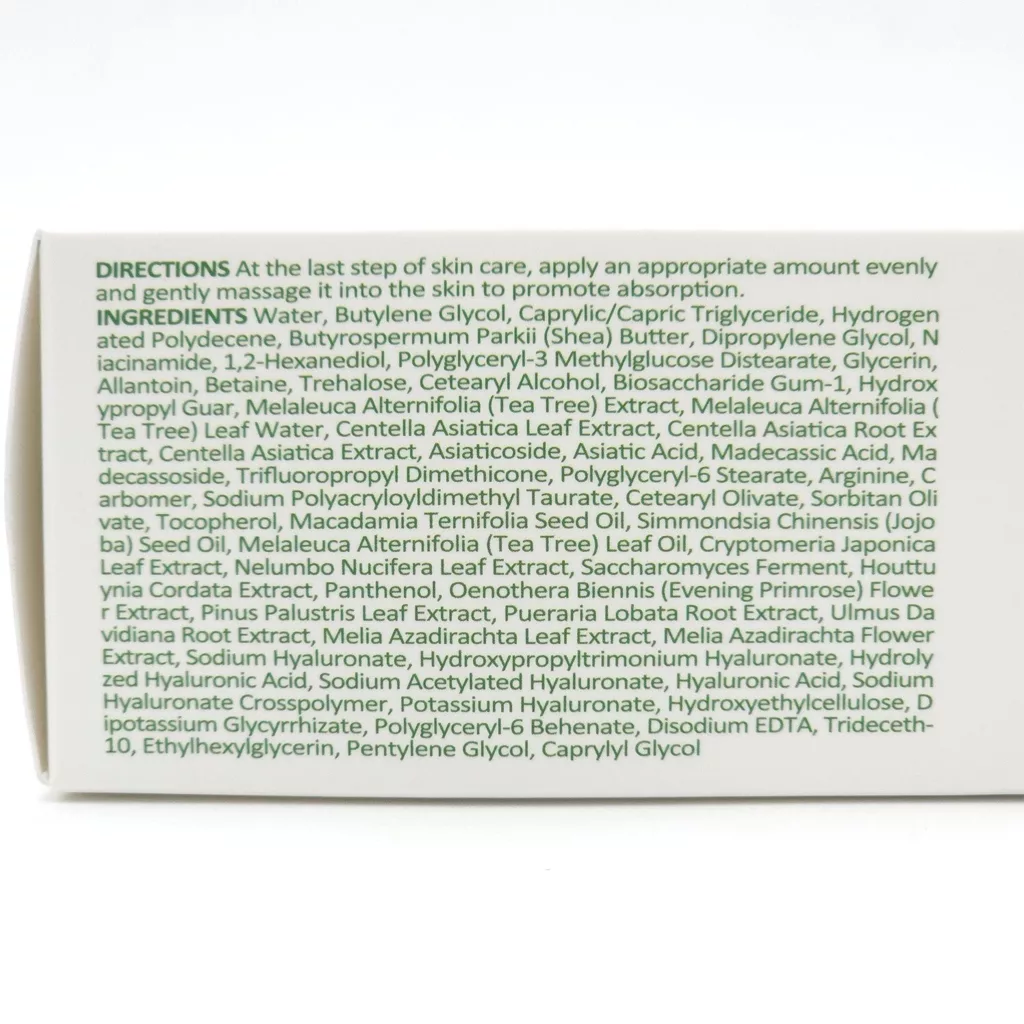 DIRECTIONS At the last step of skin care, apply an appropriate amount evenly
and gently massage it into the skin to promote absorption.
INGREDIENTS Water, Butylene Glycol, Caprylic/Capric Triglyceride, Hydrogen
ated Polydecene, Butyrospermum Parkii (Shea) Butter, Dipropylene Glycol, N
iacinamide, 1,2-Hexanediol, Polyglyceryl-3 Methylglucose Distearate, Glycerin,
Allantoin, Betaine, Trehalose, Cetearyl Alcohol, Biosaccharide Gum-1, Hydrox
ypropyl Guar, Melaleuca Alternifolia (Tea Tree) Extract, Melaleuca Alternifolia (
Tea Tree) Leaf Water, Centella Asiatica Leaf Extract, Centella Asiatica Root Ex
tract, Centella Asiatica Extract, Asiaticoside, Asiatic Acid, Madecassic Acid, Ma
decassoside, Trifluoropropyl Dimethicone, Polyglyceryl-6 Stearate, Arginine, C
arbomer, Sodium Polyacryloyldimethyl Taurate, Cetearyl Olivate, Sorbitan Oli
vate, Tocopherol, Macadamia Ternifolia Seed Oil, Simmondsia Chinensis (Jojo
ba) Seed Oil, Melaleuca Alternifolia (Tea Tree) Leaf Oil, Cryptomeria Japonica
Leaf Extract, Nelumbo Nucifera Leaf Extract, Saccharomyces Ferment, Houttu
ynia Cordata Extract, Panthenol, Oenothera Biennis (Evening Primrose) Flowe
r Extract, Pinus Palustris Leaf Extract, Pueraria Lobata Root Extract, Ulmus Da
vidiana Root Extract, Melia Azadirachta Leaf Extract, Melia Azadirachta Flower
Extract, Sodium Hyaluronate, Hydroxypropyltrimonium Hyaluronate, Hydroly
zed Hyaluronic Acid, Sodium Acetylated Hyaluronate, Hyaluronic Acid, Sodium
Hyaluronate Crosspolymer, Potassium Hyaluronate, Hydroxyethylcellulose, D
ipotassium Glycyrrhizate, Polyglyceryl-6 Behenate, Disodium EDTA, Trideceth-
10, Ethylhexylglycerin, Pentylene Glycol, Caprylyl Glycol